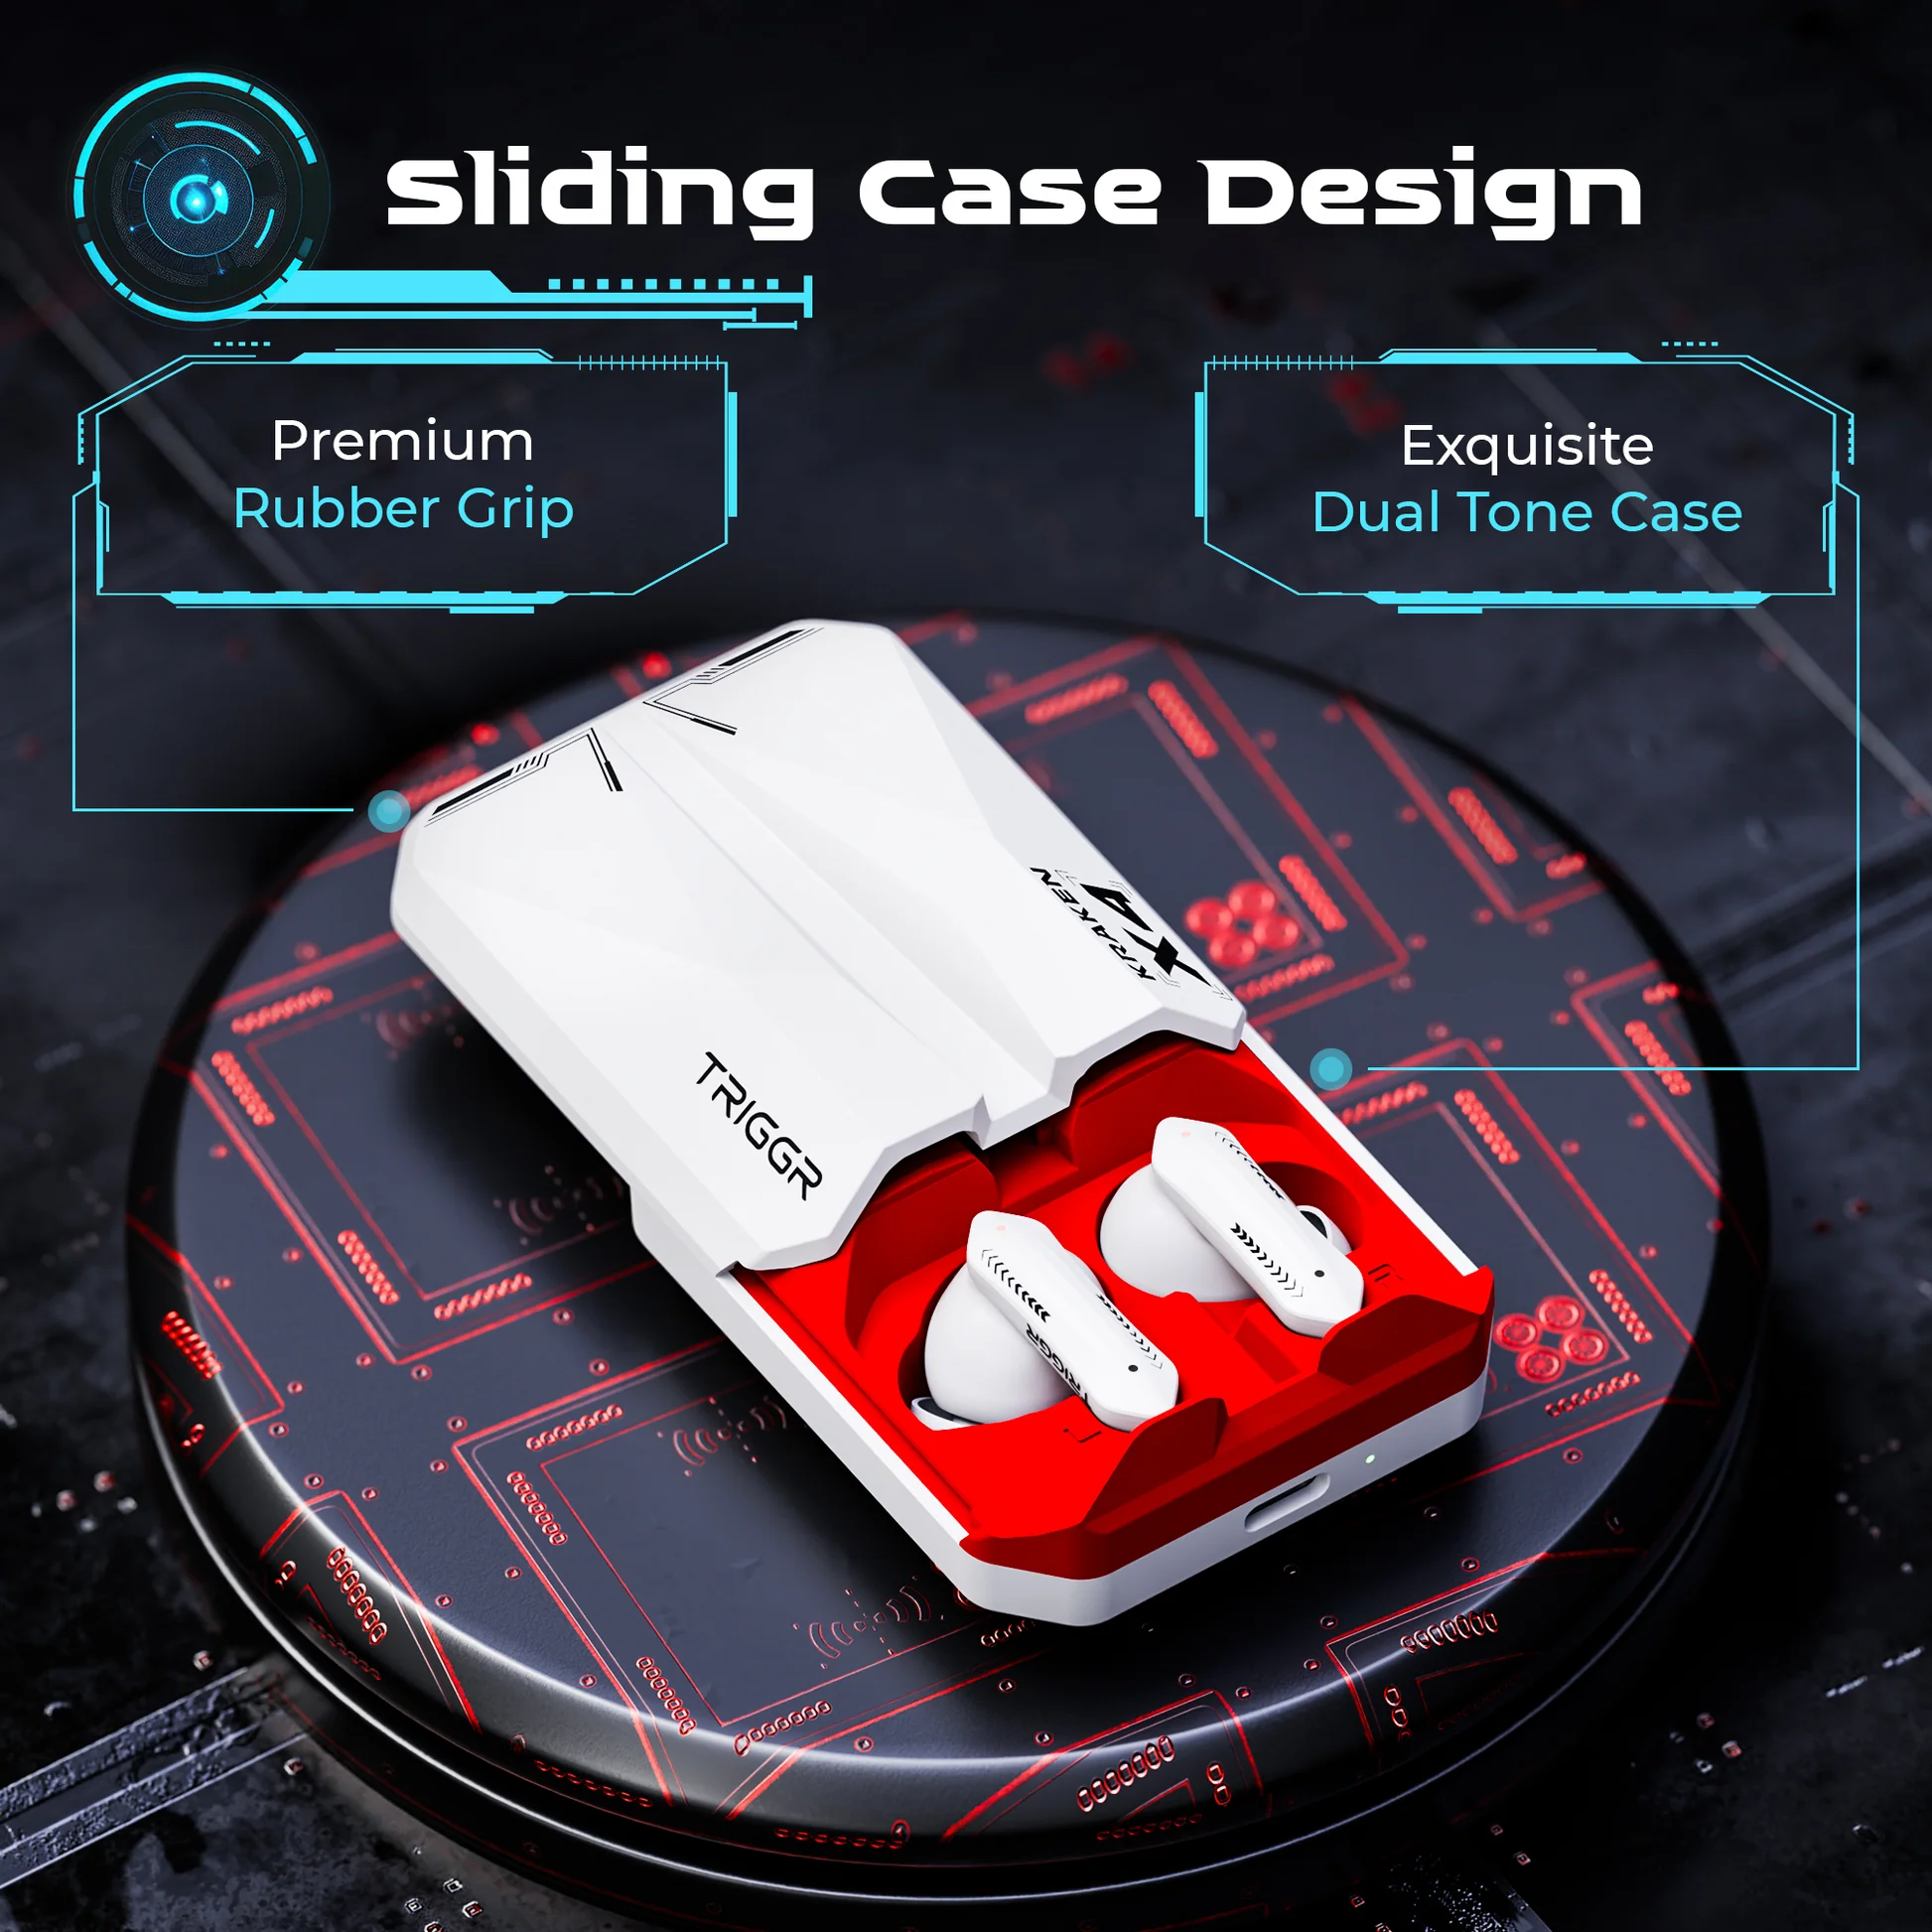 Sliding Case Design
Premium
Rubber Grip
Exquisite
Dual Tone Case
KRAKEN
X4
TRIGGR
TRIGGR
L